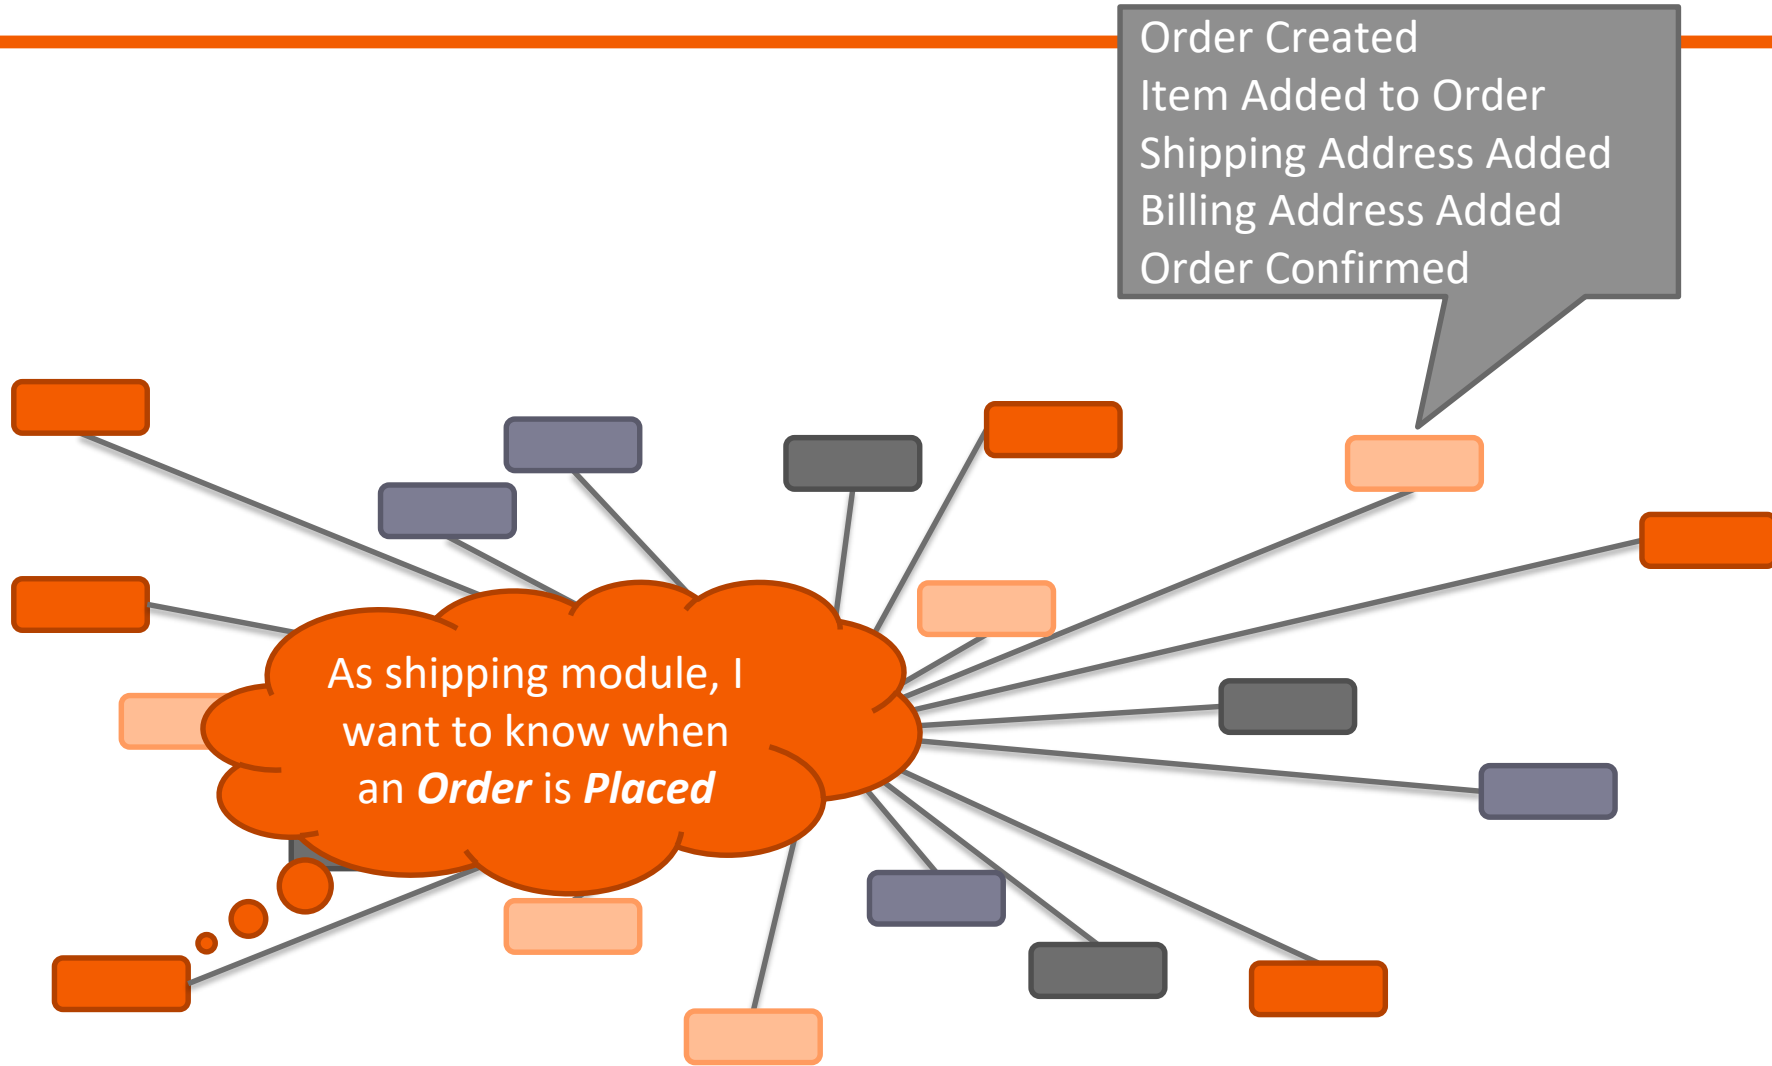 Order Created
Item Added to Order
Shipping Address Added
Billing Address Added
Order Confirmed
As shipping module, I
want to know when
an Order is Placed